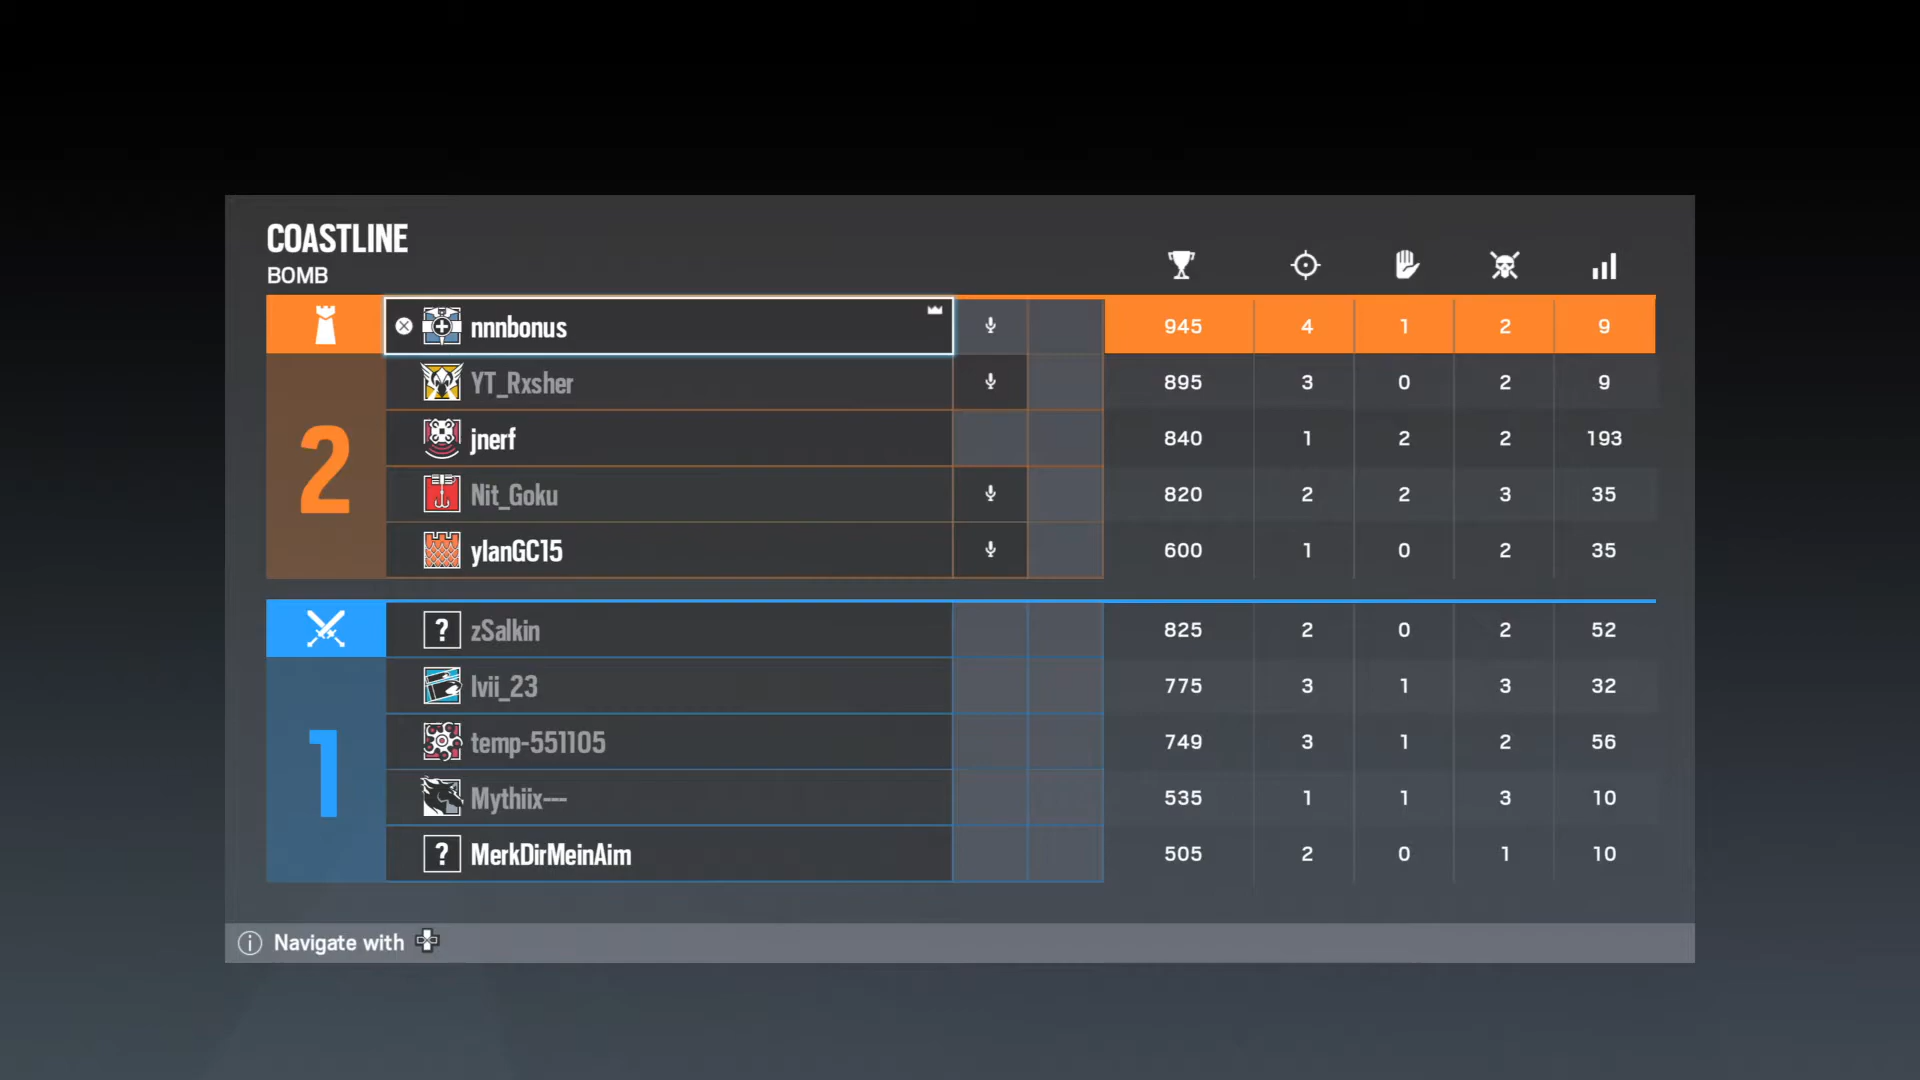 COASTLINE
BOMB
nnnbonus 945 4 1 2 9
YT_Rxsher 895 3 0 2 9
2
jnerf 840 1 2 2 193
Nit_Goku 820 2 2 3 35
ylanGC15 600 1 0 2 35
? zSalkin 825 2 0 2 52
lvii_23 775 3 1 3 32
1
temp-551105 749 3 1 2 56
Mythiix--- 535 1 1 3 10
? MerkDirMeinAim 505 2 0 1 10
Navigate with